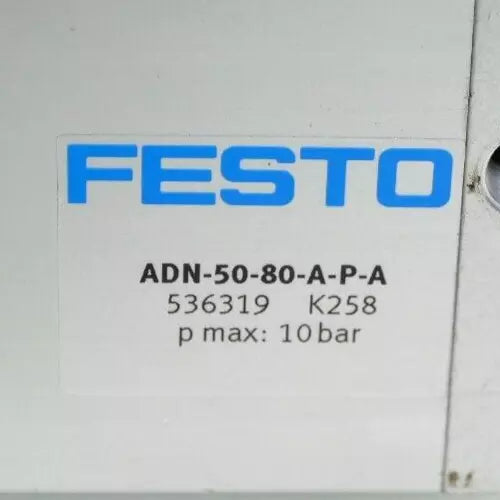 FESTO
ADN-50-80-A-P-A
536319 K258
p max: 10 bar